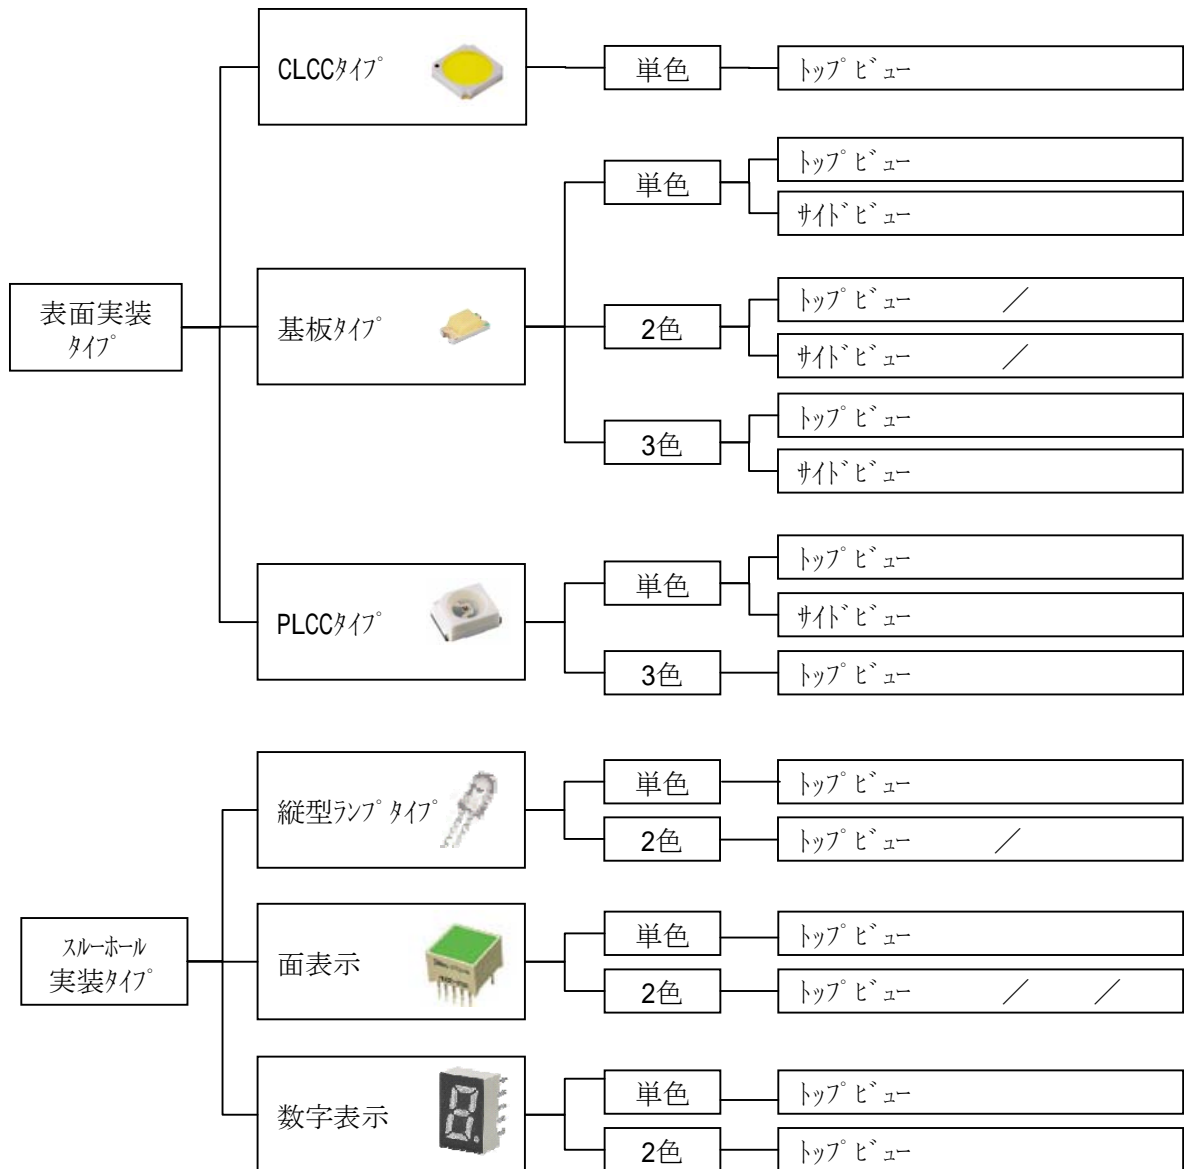 CLCCﾀｲﾌﾟ
単色
ﾄｯﾌﾟﾋﾞｭｰ
単色
ﾄｯﾌﾟﾋﾞｭｰ
ｻｲﾄﾞﾋﾞｭｰ
表面実装
ﾀｲﾌﾟ
基板ﾀｲﾌﾟ
2色
ﾄｯﾌﾟﾋﾞｭｰ ／
ｻｲﾄﾞﾋﾞｭｰ ／
3色
ﾄｯﾌﾟﾋﾞｭｰ
ｻｲﾄﾞﾋﾞｭｰ
PLCCﾀｲﾌﾟ
単色
ﾄｯﾌﾟﾋﾞｭｰ
ｻｲﾄﾞﾋﾞｭｰ
3色
ﾄｯﾌﾟﾋﾞｭｰ
縦型ﾗﾝﾌﾟﾀｲﾌﾟ
単色
ﾄｯﾌﾟﾋﾞｭｰ
2色
ﾄｯﾌﾟﾋﾞｭｰ ／
ｽﾙｰﾎｰﾙ
実装ﾀｲﾌﾟ
面表示
単色
ﾄｯﾌﾟﾋﾞｭｰ
2色
ﾄｯﾌﾟﾋﾞｭｰ ／ ／
数字表示
単色
ﾄｯﾌﾟﾋﾞｭｰ
2色
ﾄｯﾌﾟﾋﾞｭｰ